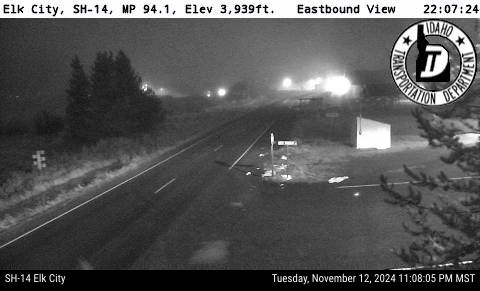 Elk City, SH-14, MP 94.1, Elev 3,939ft. Eastbound View 22:07:24
IDAHO
TRANSPORTATION DEPARTMENT
SH-14 Elk City
Tuesday, November 12, 2024 11:08:05 PM MST